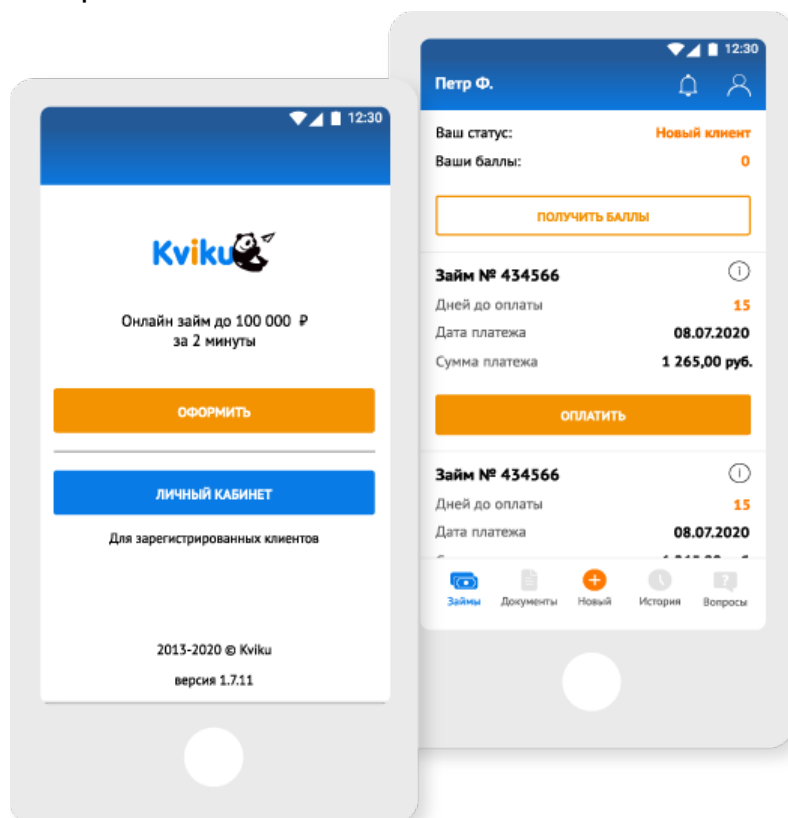 12:30
Kviku
Онлайн займ до 100 000 ₽
за 2 минуты
ОФОРМИТЬ
ЛИЧНЫЙ КАБИНЕТ
Для зарегистрированных клиентов
2013-2020 © Kviku
версия 1.7.11
12:30
Петр Ф.
Ваш статус: Новый клиент
Ваши баллы: 0
ПОЛУЧИТЬ БАЛЛЫ
Займ № 434566
Дней до оплаты 15
Дата платежа 08.07.2020
Сумма платежа 1 265,00 руб.
ОПЛАТИТЬ
Займ № 434566
Дней до оплаты 15
Дата платежа 08.07.2020
Займы Документы Новый История Вопросы